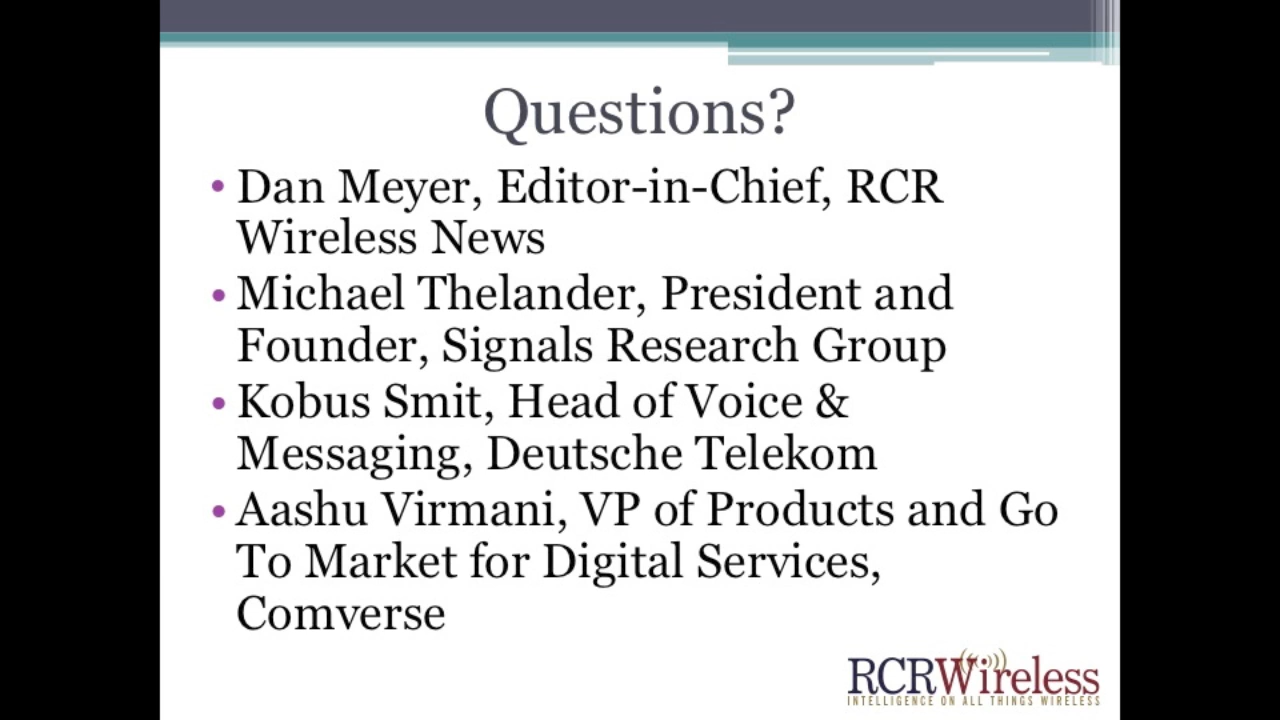 Questions?
• Dan Meyer, Editor-in-Chief, RCR
Wireless News
• Michael Thelander, President and
Founder, Signals Research Group
• Kobus Smit, Head of Voice &
Messaging, Deutsche Telekom
• Aashu Virmani, VP of Products and Go
To Market for Digital Services,
Comverse
RCRWireless
INTELLIGENCE ON ALL THINGS WIRELESS